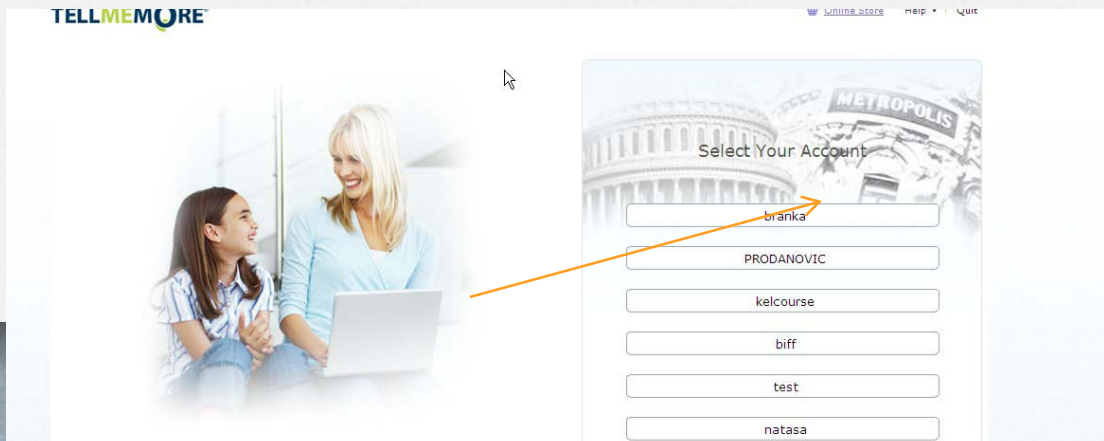 TELLMEMORE®
Online Store Help Quit
METROPOLIS
Select Your Account
branka
PRODANOVIC
kelcourse
biff
test
natasa